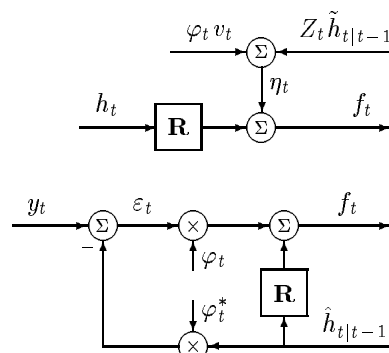 φ_t v_t Σ Z_t h̃_{t|t−1}
η_t
h_t R Σ f_t
y_t Σ ε_t × Σ f_t
−
φ_t
R
φ_t^* ĥ_{t|t−1}
×